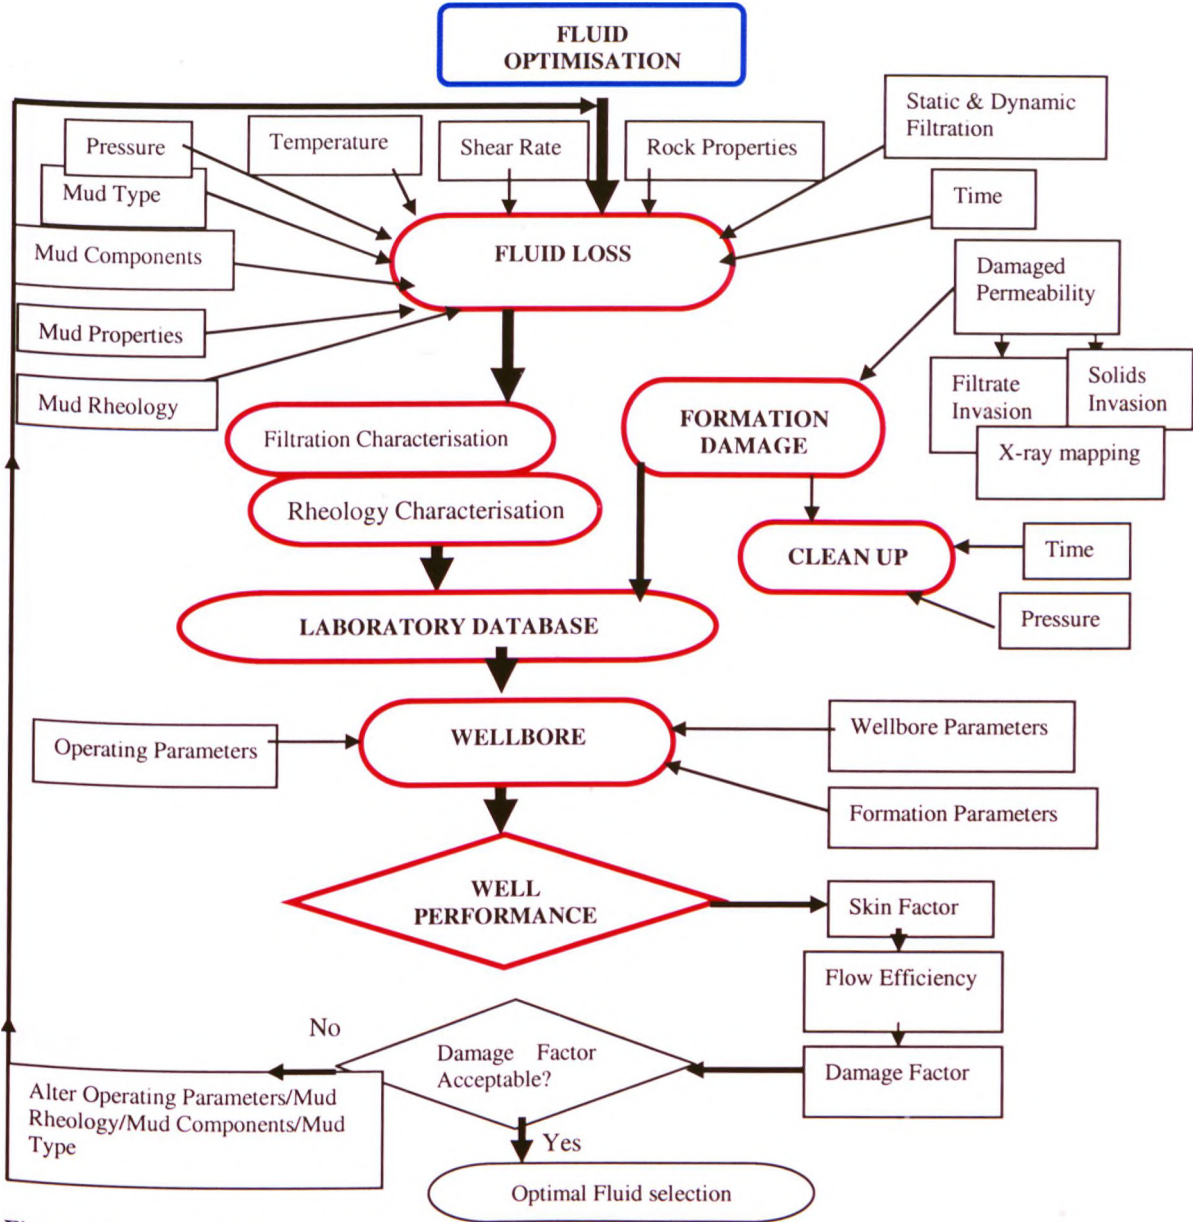 FLUID
OPTIMISATION
Static & Dynamic
Filtration
Pressure
Temperature
Shear Rate
Rock Properties
Mud Type
Time
Mud Components
FLUID LOSS
Damaged
Permeability
Mud Properties
Mud Rheology
Filtration Characterisation
FORMATION
DAMAGE
Filtrate
Invasion
Solids
Invasion
X-ray mapping
Rheology Characterisation
CLEAN UP
Time
Pressure
LABORATORY DATABASE
Operating Parameters
WELLBORE
Wellbore Parameters
Formation Parameters
WELL
PERFORMANCE
Skin Factor
Flow Efficiency
Damage Factor
No
Damage Factor
Acceptable?
Alter Operating Parameters/Mud
Rheology/Mud Components/Mud
Type
Yes
Optimal Fluid selection